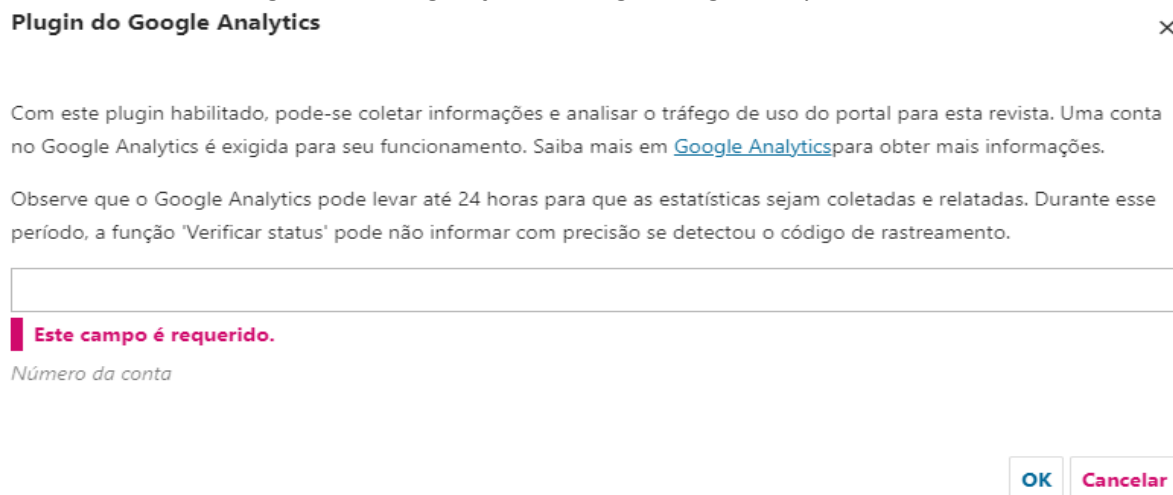 Plugin do Google Analytics
Com este plugin habilitado, pode-se coletar informações e analisar o tráfego de uso do portal para esta revista. Uma conta
no Google Analytics é exigida para seu funcionamento. Saiba mais em Google Analyticspara obter mais informações.
Observe que o Google Analytics pode levar até 24 horas para que as estatísticas sejam coletadas e relatadas. Durante esse
período, a função 'Verificar status' pode não informar com precisão se detectou o código de rastreamento.
Este campo é requerido.
Número da conta
OK Cancelar